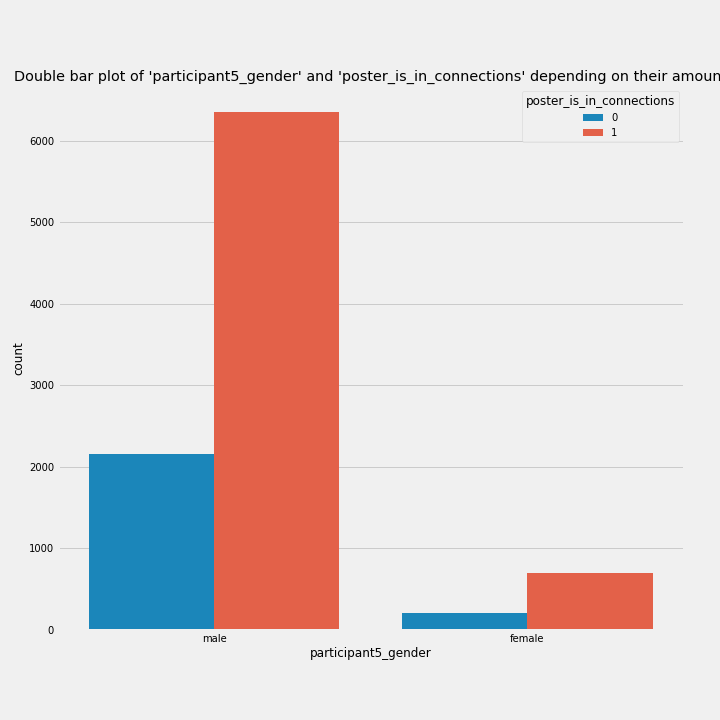 Double bar plot of 'participant5_gender' and 'poster_is_in_connections' depending on their amoun
poster_is_in_connections
0
1
6000
5000
4000
3000
2000
1000
0
count
male
female
participant5_gender